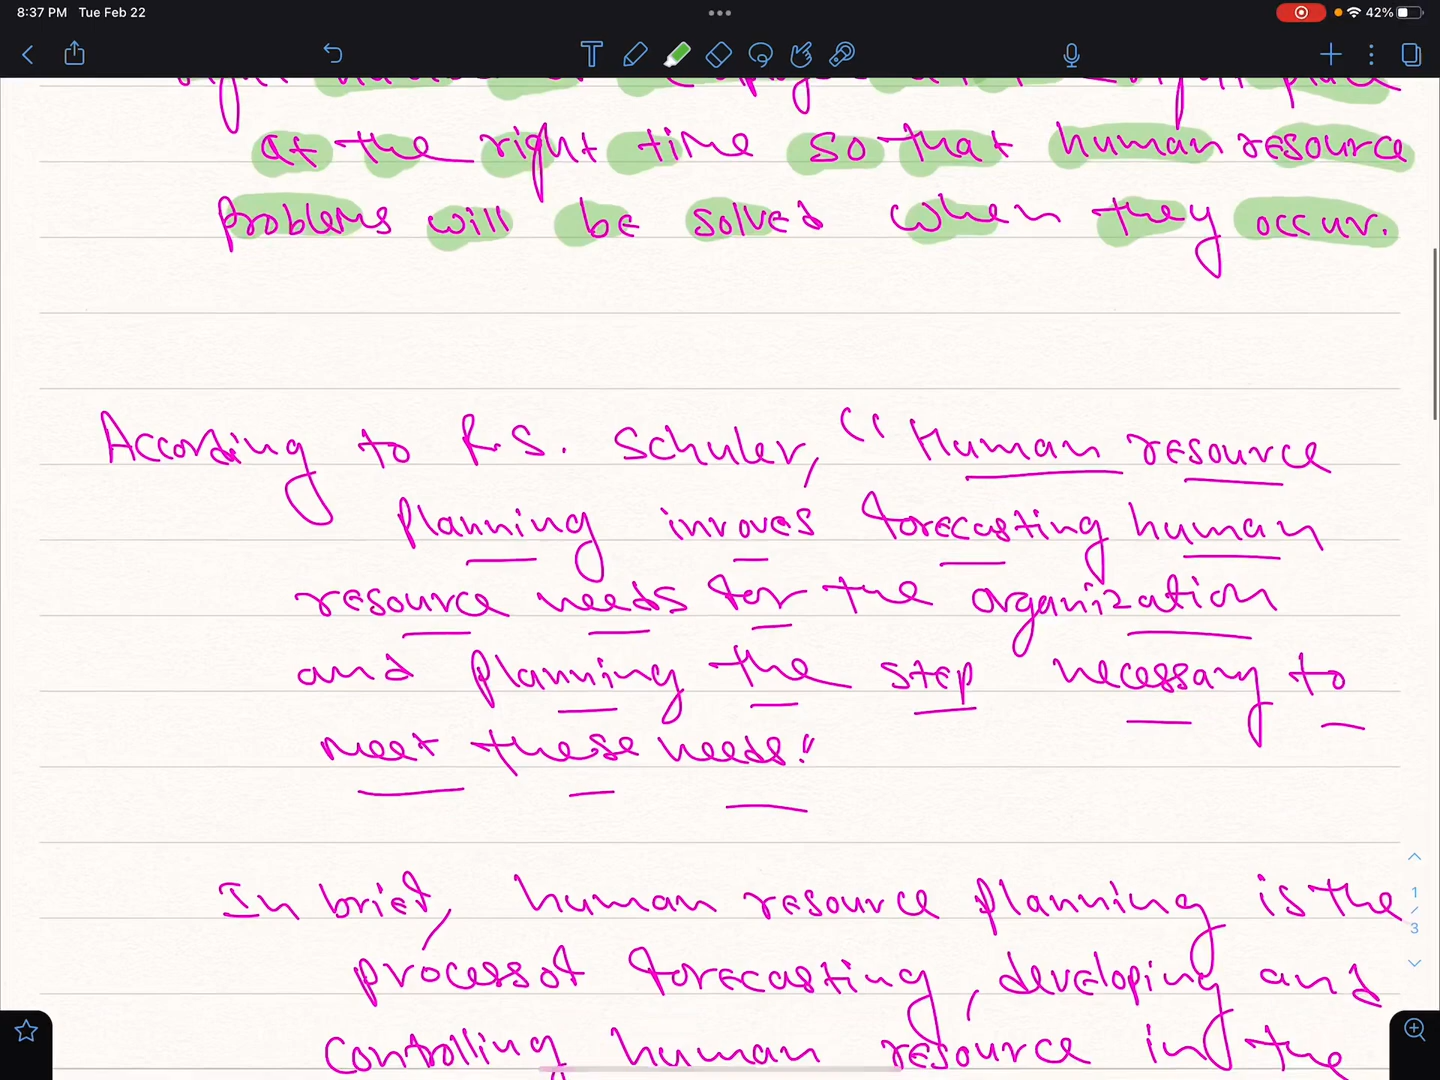 8:37 PM Tue Feb 22
42%
at the right time so that human resource
problems will be solved when they occur.
According to R.S. Schuler, "Human resource
planning invoves forecasting human
resource needs for the organization
and planning the step necessary to
meet these needs."
In brief, human resource planning is the
process of forecasting, developing and
controlling human resource in the
1
/
3